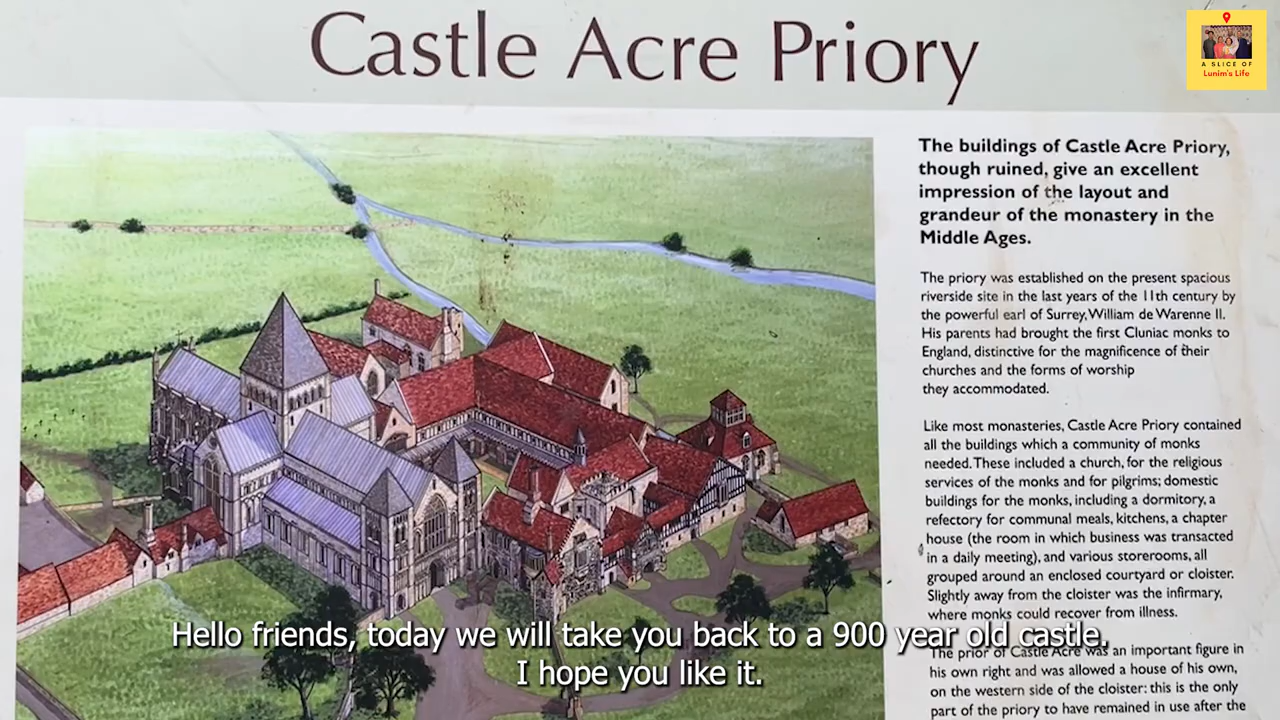 Castle Acre Priory
A SLICE OF
Lunim's Life
The buildings of Castle Acre Priory,
though ruined, give an excellent
impression of the layout and
grandeur of the monastery in the
Middle Ages.
The priory was established on the present spacious
riverside site in the last years of the 11th century by
the powerful earl of Surrey, William de Warenne II.
His parents had brought the first Cluniac monks to
England, distinctive for the magnificence of their
churches and the forms of worship
they accommodated.
Like most monasteries, Castle Acre Priory contained
all the buildings which a community of monks
needed. These included a church, for the religious
services of the monks and for pilgrims; domestic
buildings for the monks, including a dormitory, a
refectory for communal meals, kitchens, a chapter
house (the room in which business was transacted
in a daily meeting), and various storerooms, all
grouped around an enclosed courtyard or cloister.
Slightly away from the cloister was the infirmary,
where monks could recover from illness.
The prior of Castle Acre was an important figure in
his own right and was allowed a house of his own,
on the western side of the cloister: this is the only
part of the priory to have remained in use after the
Hello friends, today we will take you back to a 900 year old castle.
I hope you like it.